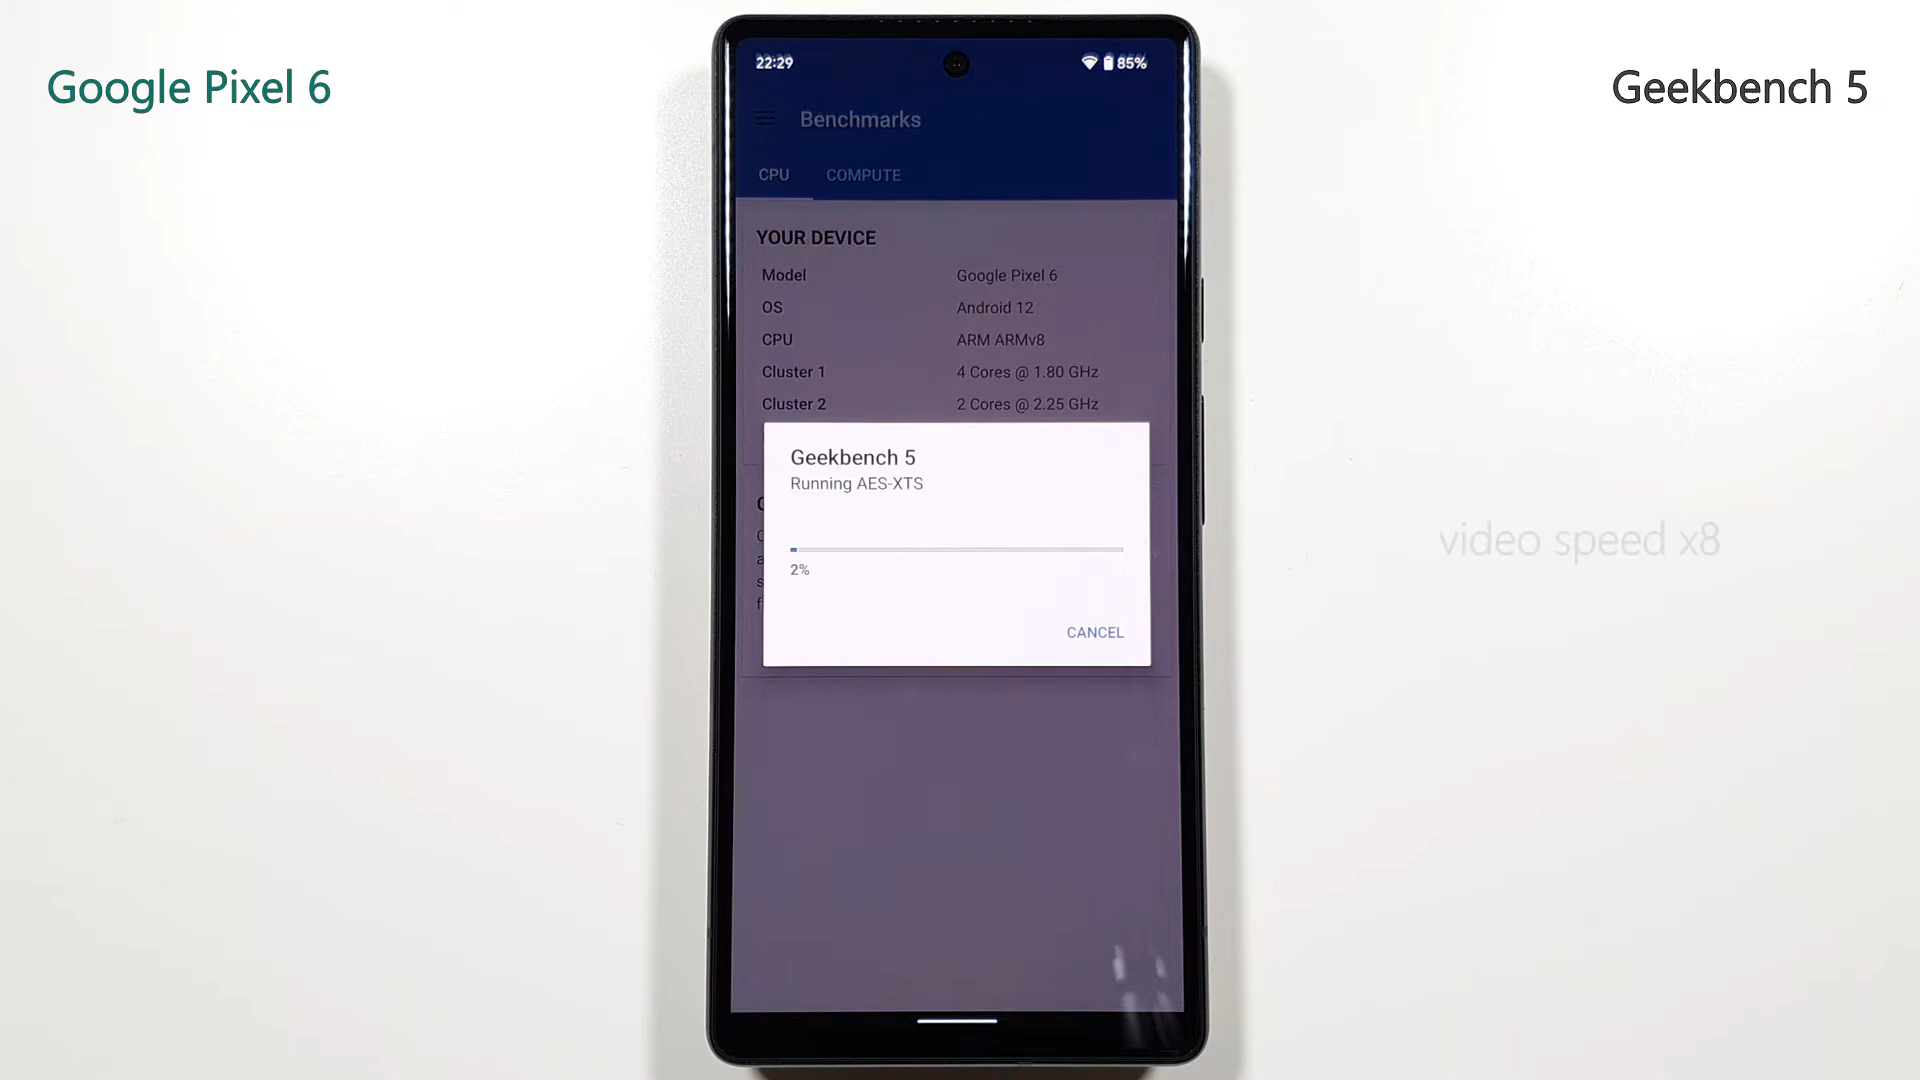 Google Pixel 6
Geekbench 5
22:29
85%
Benchmarks
CPU
COMPUTE
YOUR DEVICE
Model
Google Pixel 6
OS
Android 12
CPU
ARM ARMv8
Cluster 1
4 Cores @ 1.80 GHz
Cluster 2
2 Cores @ 2.25 GHz
Geekbench 5
Running AES-XTS
2%
CANCEL
video speed x8